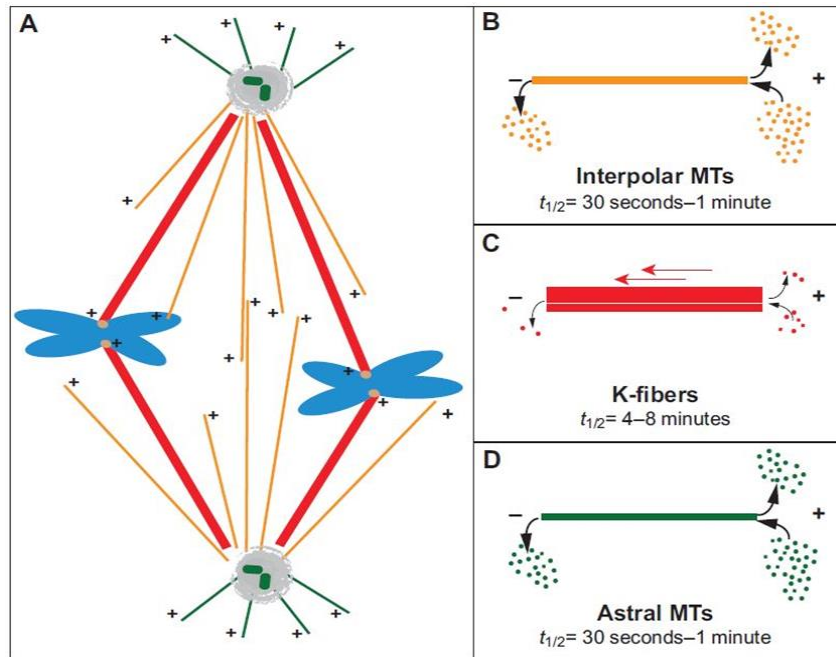 A
+ + + +
+ +
+ +
+ +
+ +
+
+ +
+ +
+
+ + + +
B
– +
Interpolar MTs
t1/2= 30 seconds–1 minute
C
– +
K-fibers
t1/2= 4–8 minutes
D
– +
Astral MTs
t1/2= 30 seconds–1 minute